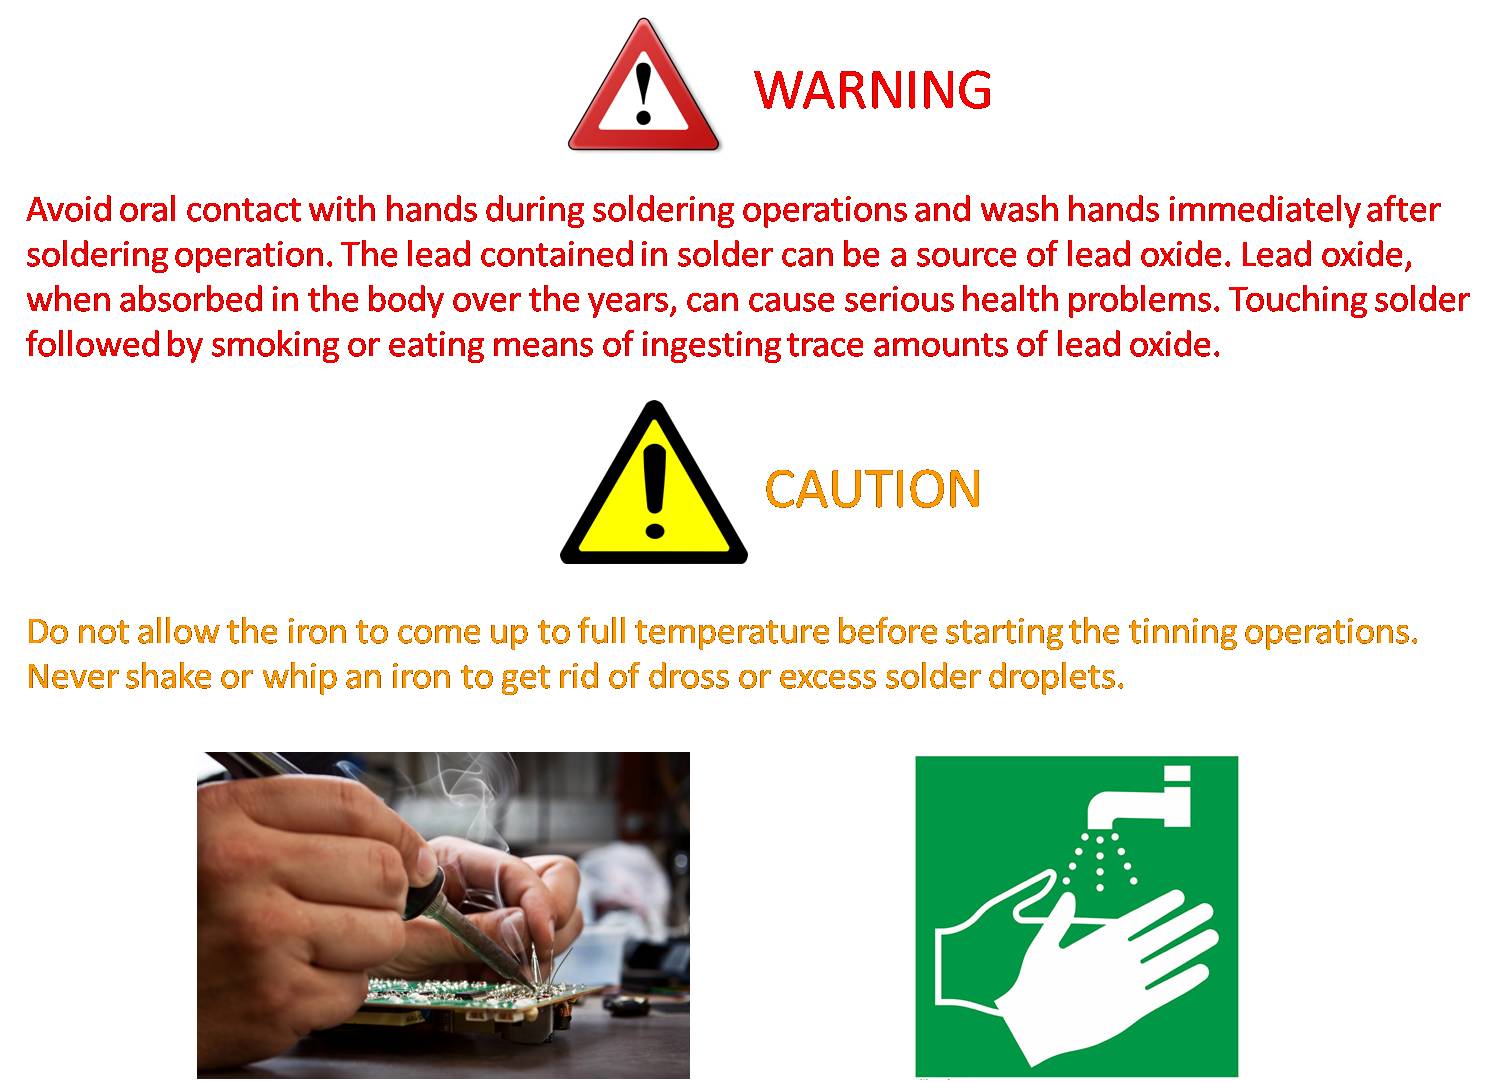 WARNING
Avoid oral contact with hands during soldering operations and wash hands immediately after
soldering operation. The lead contained in solder can be a source of lead oxide. Lead oxide,
when absorbed in the body over the years, can cause serious health problems. Touching solder
followed by smoking or eating means of ingesting trace amounts of lead oxide.
CAUTION
Do not allow the iron to come up to full temperature before starting the tinning operations.
Never shake or whip an iron to get rid of dross or excess solder droplets.